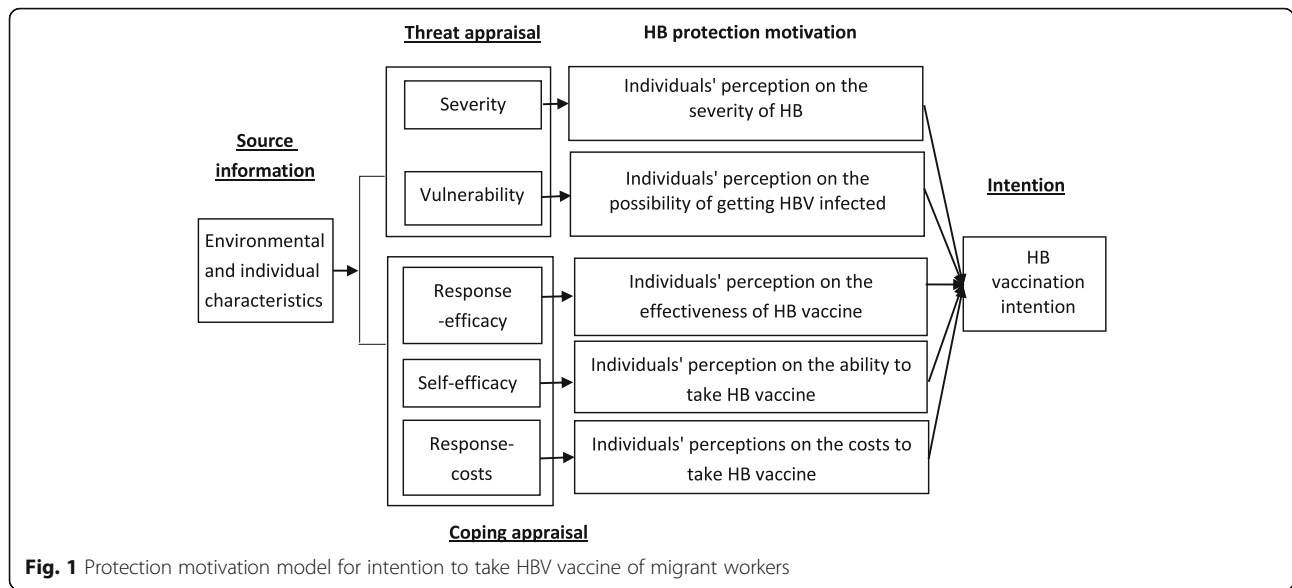 Threat appraisal
HB protection motivation
Source
information
Environmental
and individual
characteristics
Severity
Individuals' perception on the
severity of HB
Vulnerability
Individuals' perception on the
possibility of getting HBV infected
Response
-efficacy
Individuals' perception on the
effectiveness of HB vaccine
Self-efficacy
Individuals' perception on the ability to
take HB vaccine
Response-
costs
Individuals' perceptions on the costs to
take HB vaccine
Coping appraisal
Intention
HB
vaccination
intention
Fig. 1 Protection motivation model for intention to take HBV vaccine of migrant workers